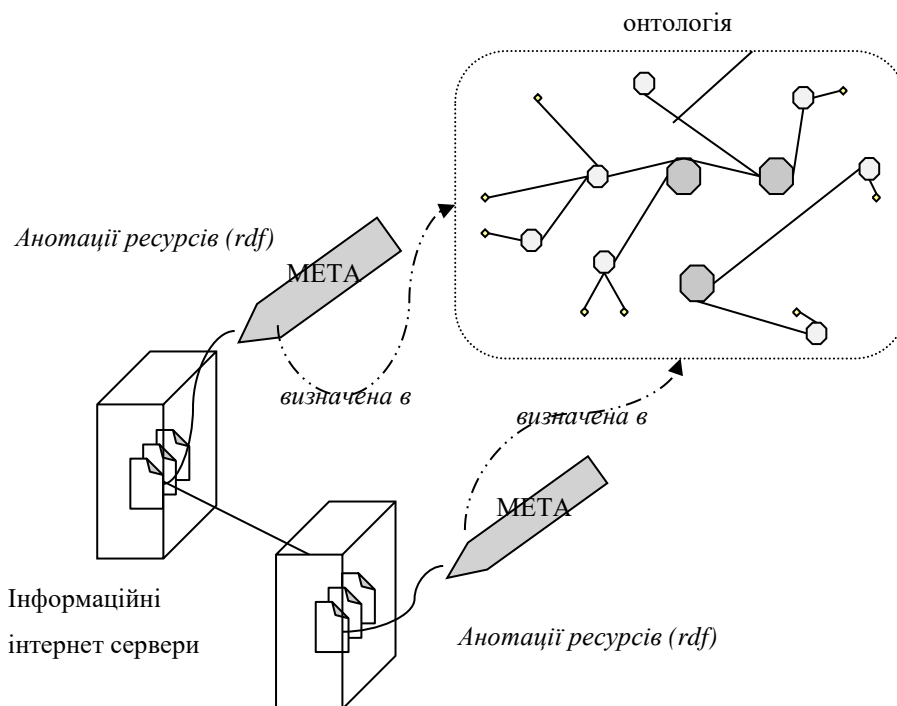 онтологія
Анотації ресурсів (rdf)
МЕТА
визначена в
визначена в
МЕТА
Інформаційні
інтернет сервери
Анотації ресурсів (rdf)